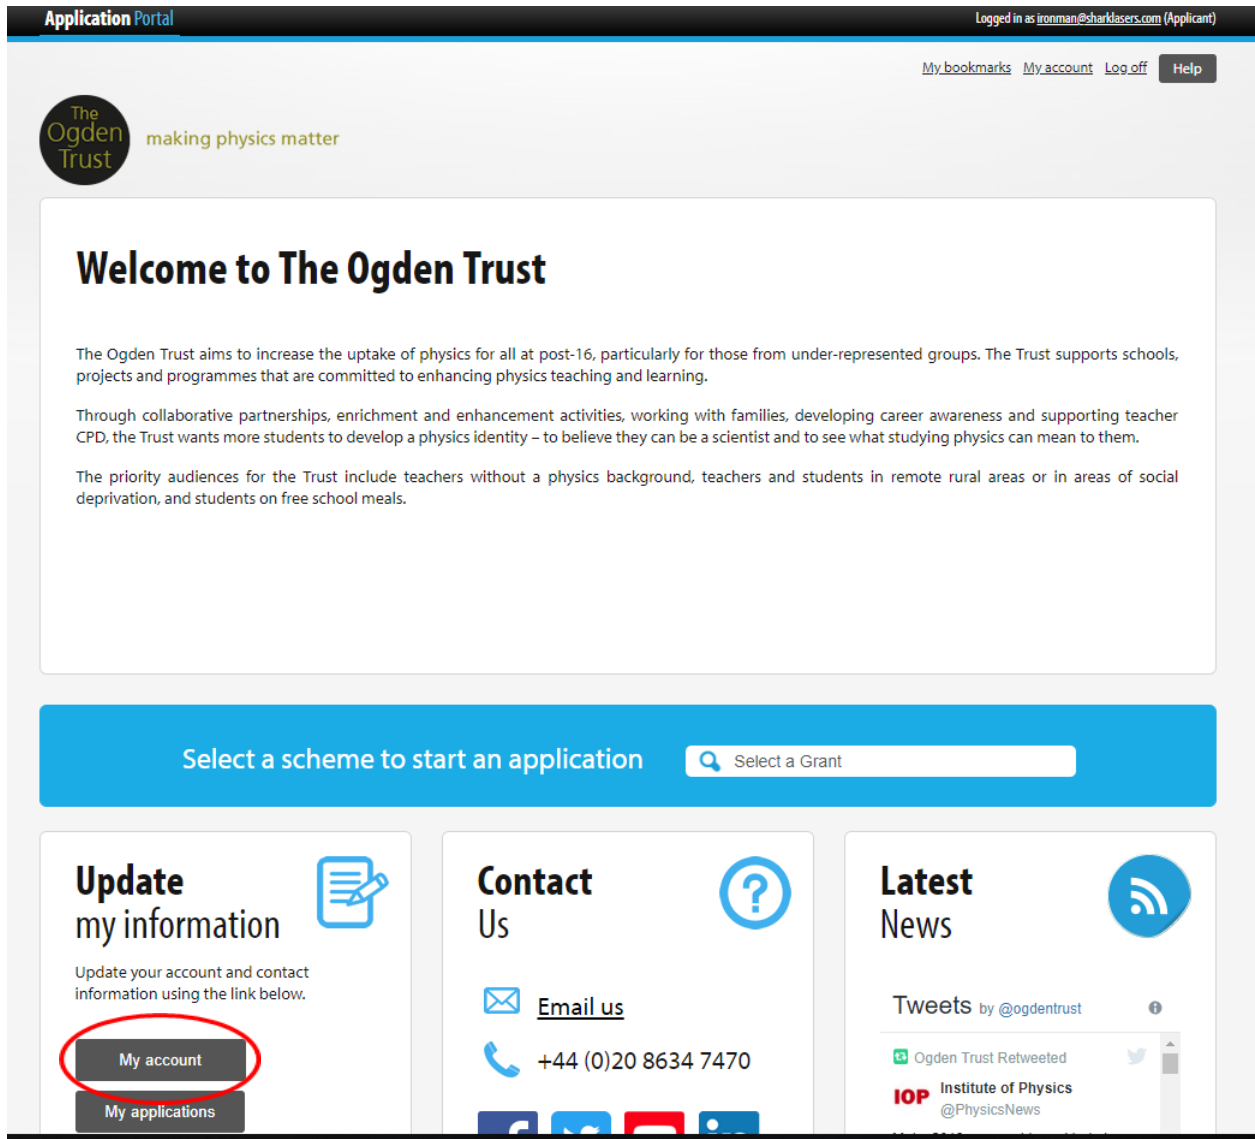 Application Portal
Logged in as ironman@sharklasers.com (Applicant)
My bookmarks My account Log off Help
The
Ogden
Trust
making physics matter
Welcome to The Ogden Trust
The Ogden Trust aims to increase the uptake of physics for all at post-16, particularly for those from under-represented groups. The Trust supports schools,
projects and programmes that are committed to enhancing physics teaching and learning.
Through collaborative partnerships, enrichment and enhancement activities, working with families, developing career awareness and supporting teacher
CPD, the Trust wants more students to develop a physics identity – to believe they can be a scientist and to see what studying physics can mean to them.
The priority audiences for the Trust include teachers without a physics background, teachers and students in remote rural areas or in areas of social
deprivation, and students on free school meals.
Select a scheme to start an application
Select a Grant
Update
my information
Update your account and contact
information using the link below.
My account
My applications
Contact
Us
Email us
+44 (0)20 8634 7470
Latest
News
Tweets by @ogdentrust
Ogden Trust Retweeted
IOP
Institute of Physics
@PhysicsNews